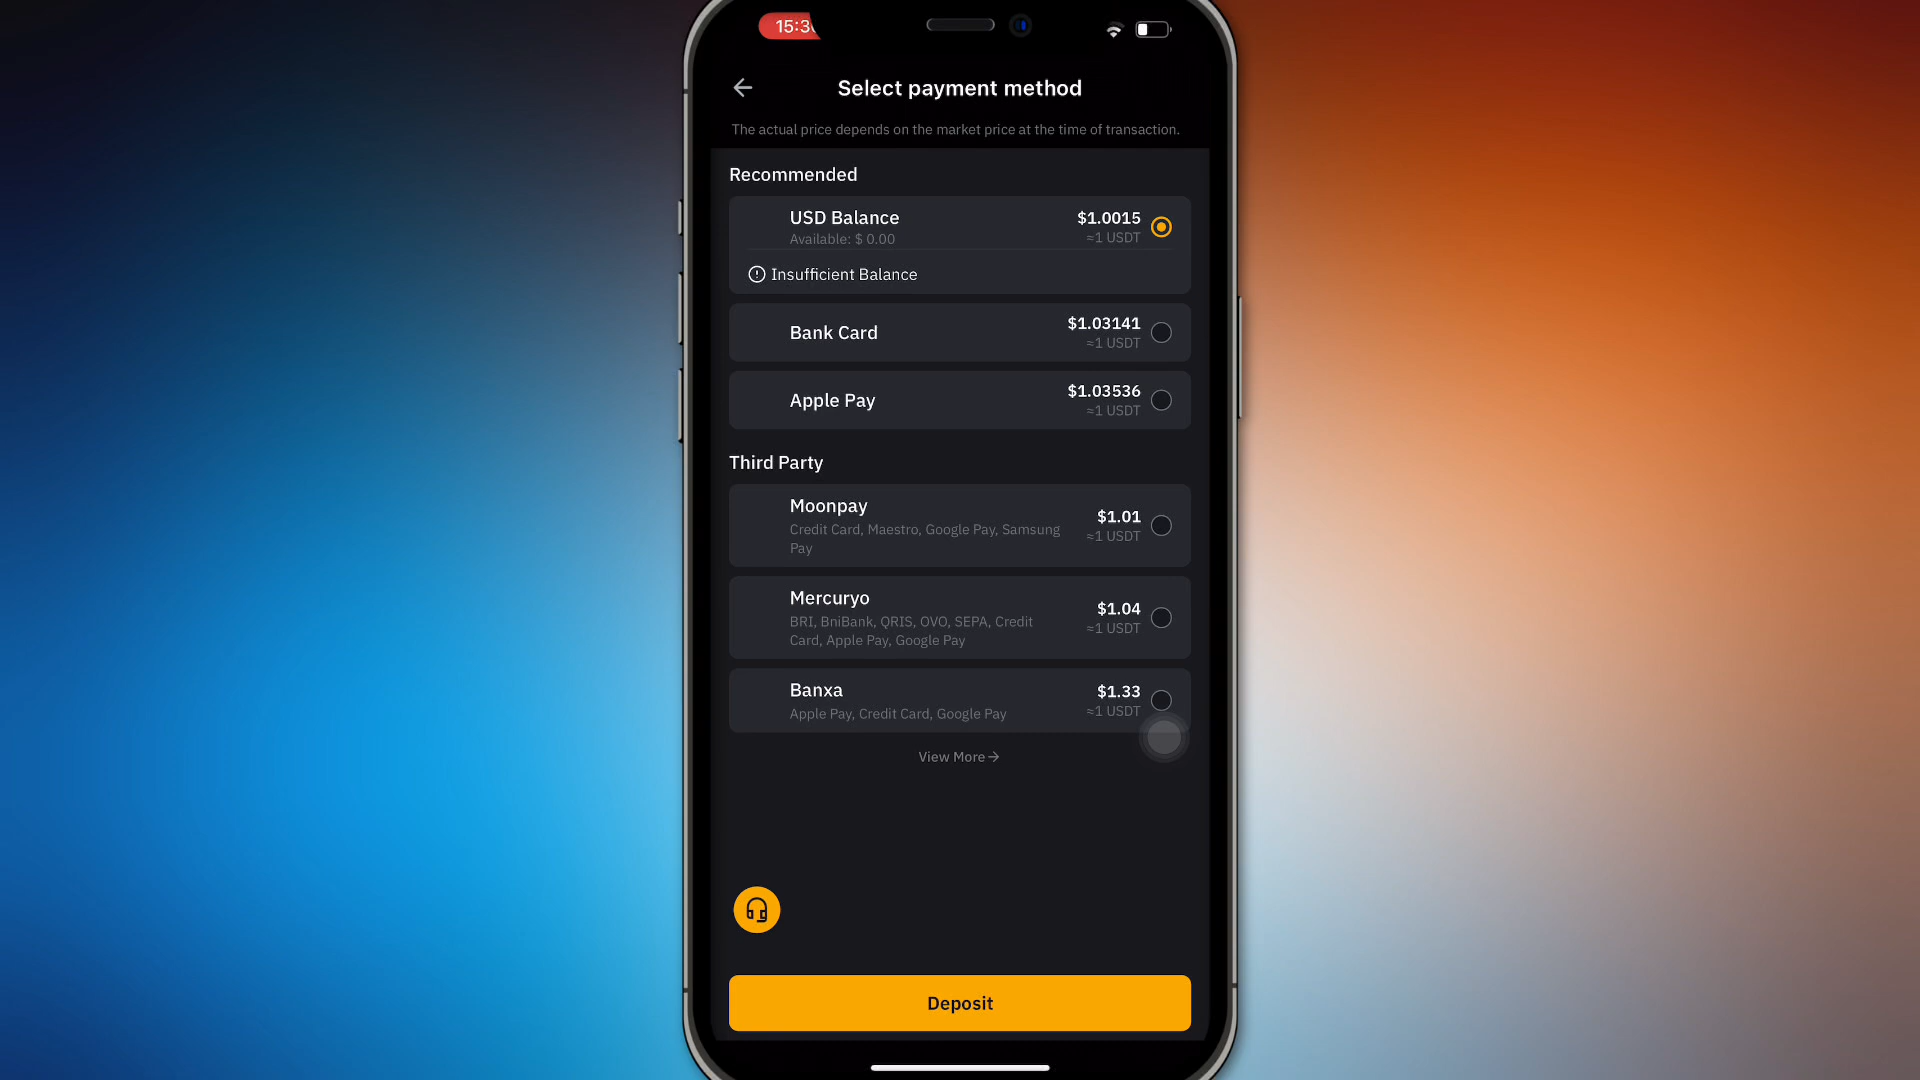 Select payment method
The actual price depends on the market price at the time of transaction.
Recommended
USD Balance
$1.0015
Available: $ 0.00
≈1 USDT
Insufficient Balance
Bank Card
$1.03141
≈1 USDT
Apple Pay
$1.03536
≈1 USDT
Third Party
Moonpay
$1.01
Credit Card, Maestro, Google Pay, Samsung
Pay
≈1 USDT
Mercuryo
$1.04
BRI, BniBank, QRIS, OVO, SEPA, Credit
Card, Apple Pay, Google Pay
≈1 USDT
Banxa
$1.33
Apple Pay, Credit Card, Google Pay
≈1 USDT
View More→
Deposit